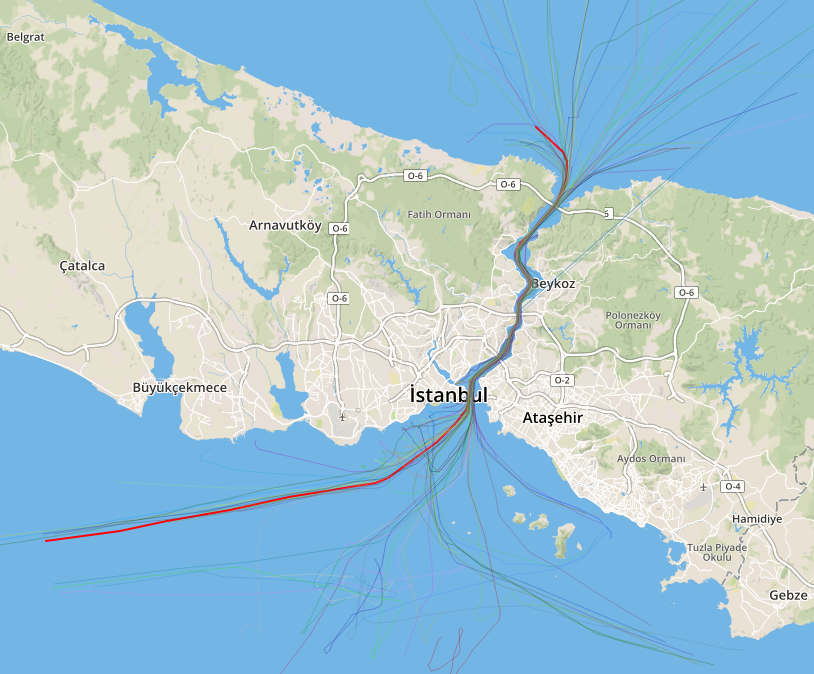 Belgrat
O-6
O-6
Fatih Ormanı
5
Arnavutköy
O-6
Çatalca
Beykoz
O-6
O-6
Polonezköy
Ormanı
O-2
Büyükçekmece
İstanbul
Ataşehir
Aydos Ormanı
O-4
Hamidiye
Tuzla Piyade
Okulu
Gebze